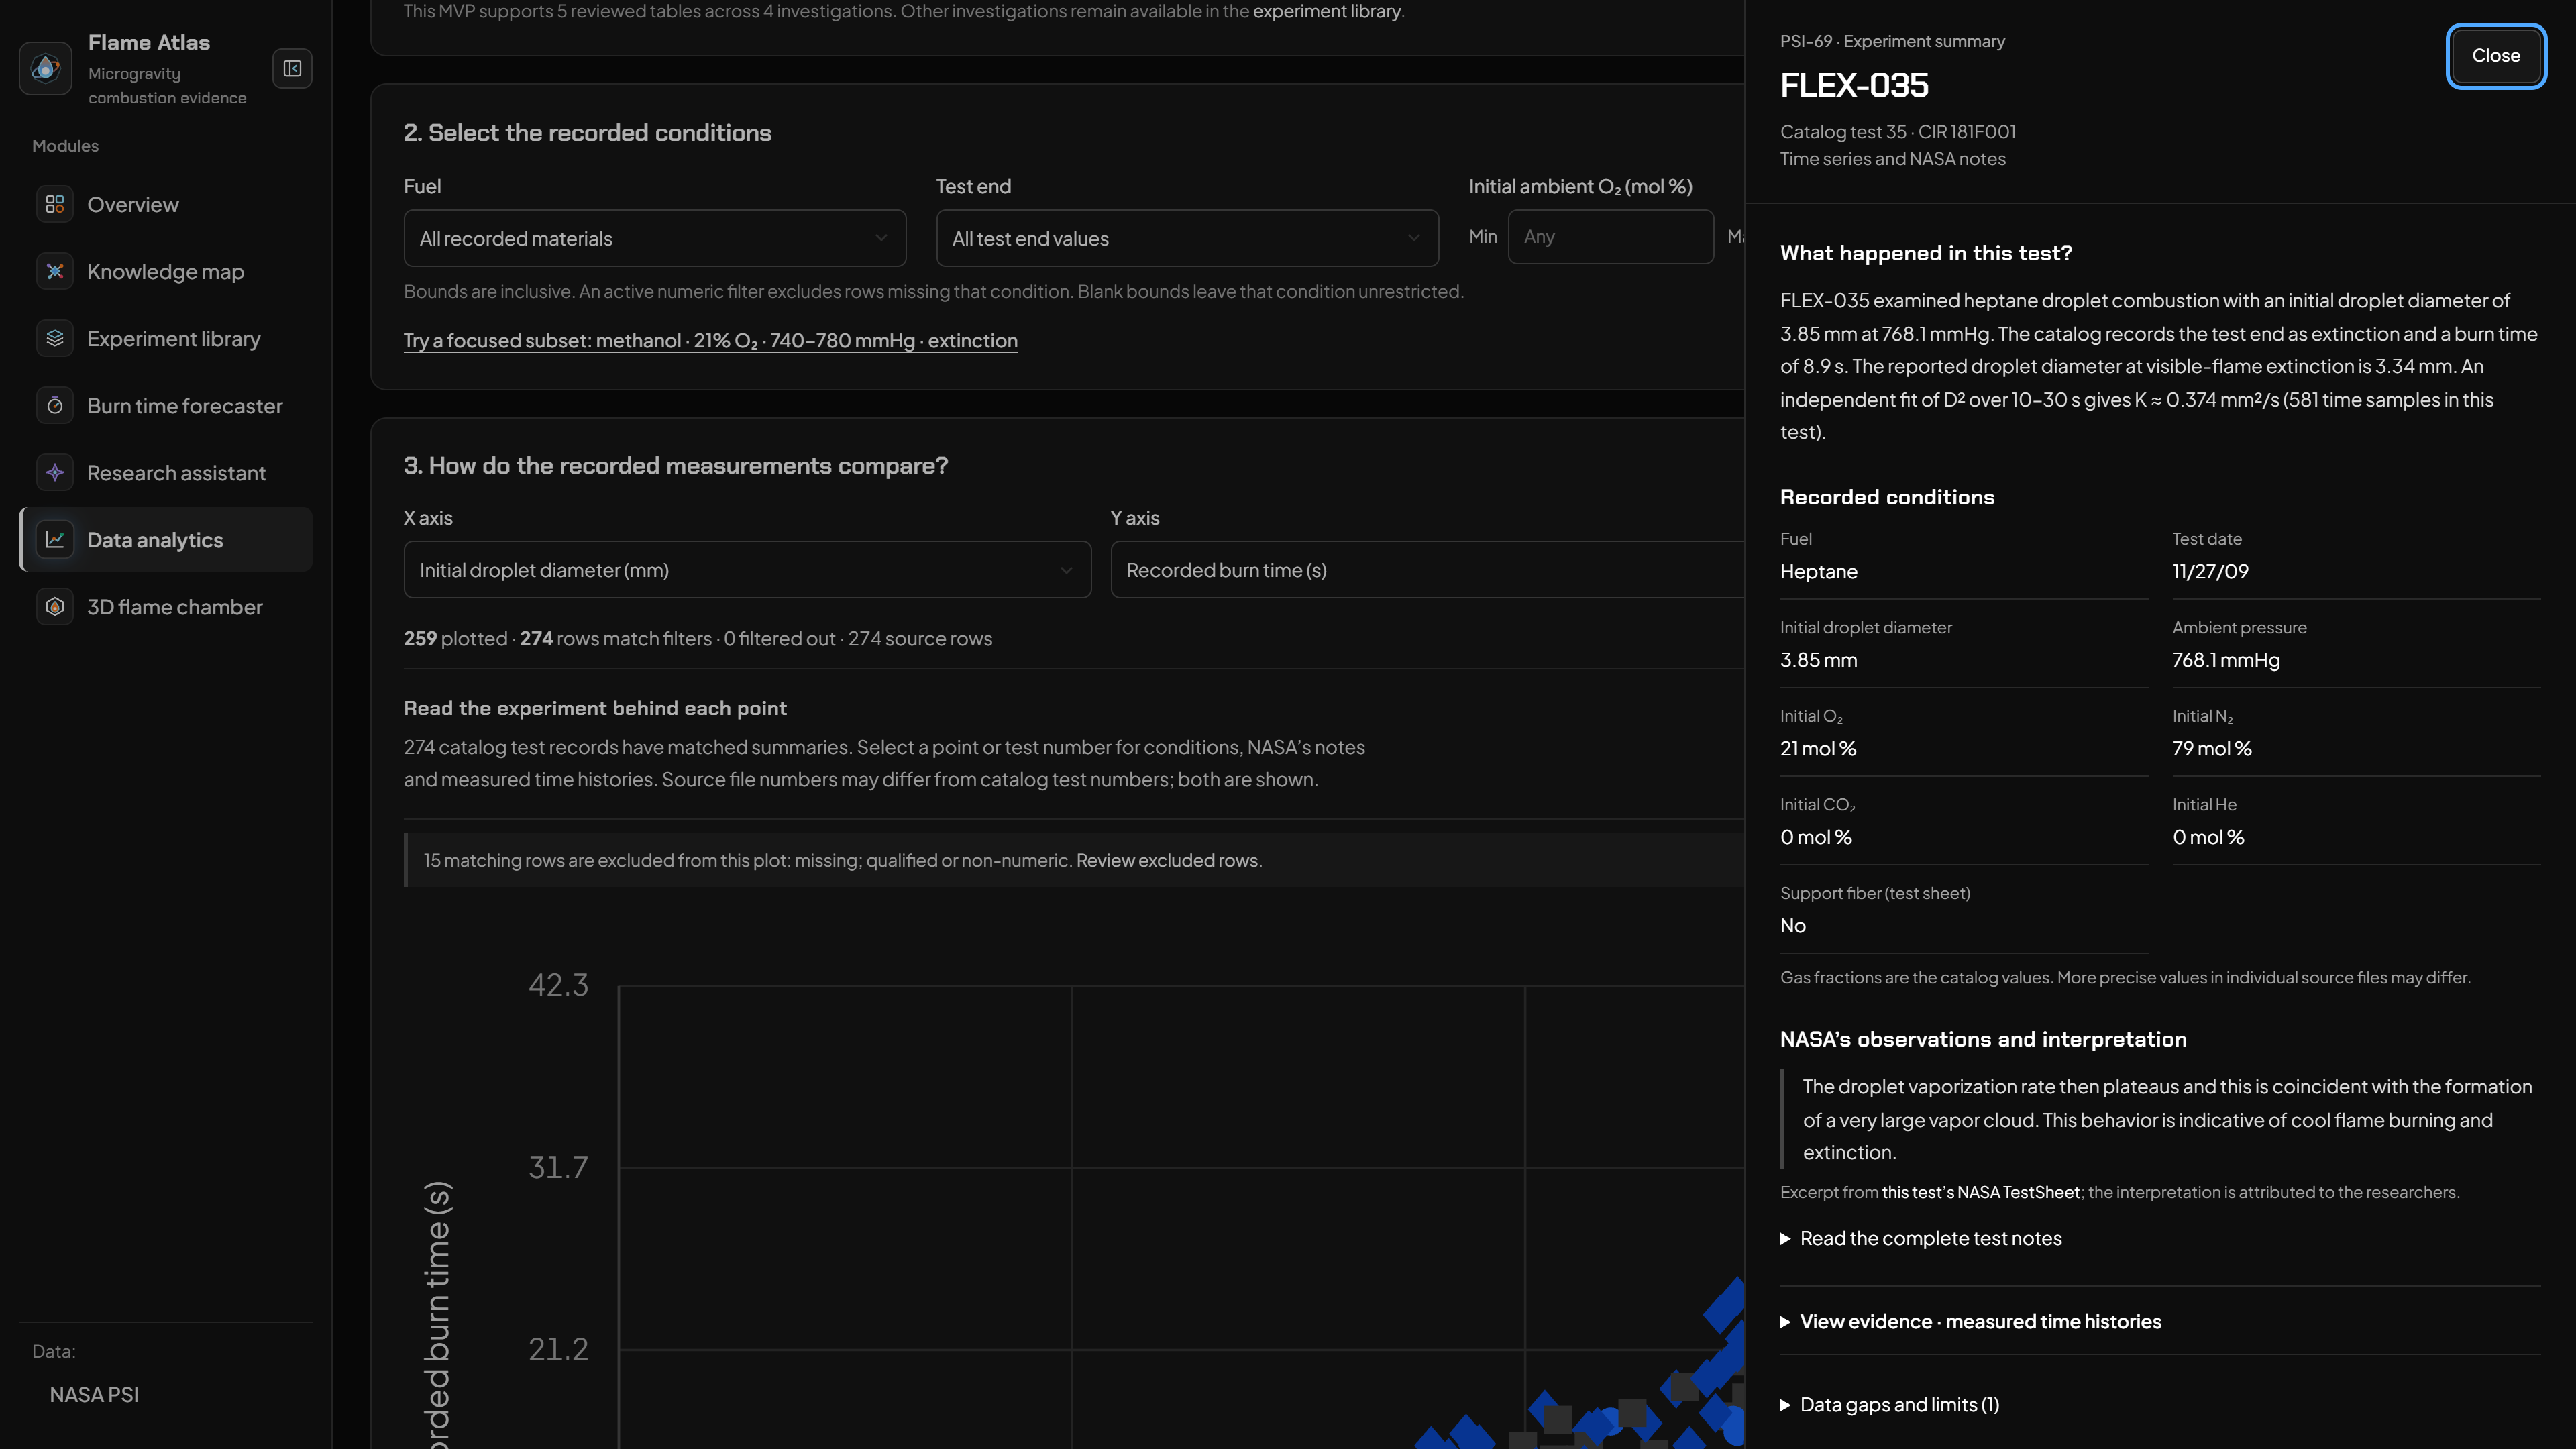 Flame Atlas
Microgravity
combustion evidence
Modules
Overview
Knowledge map
Experiment library
Burn time forecaster
Research assistant
Data analytics
3D flame chamber
Data:
NASA PSI
This MVP supports 5 reviewed tables across 4 investigations. Other investigations remain available in the experiment library.
2. Select the recorded conditions
Fuel
Test end
Initial ambient O₂ (mol %)
All recorded materials
All test end values
Min
Any
Bounds are inclusive. An active numeric filter excludes rows missing that condition. Blank bounds leave that condition unrestricted.
Try a focused subset: methanol · 21% O₂ · 740–780 mmHg · extinction
3. How do the recorded measurements compare?
X axis
Y axis
Initial droplet diameter (mm)
Recorded burn time (s)
259 plotted · 274 rows match filters · 0 filtered out · 274 source rows
Read the experiment behind each point
274 catalog test records have matched summaries. Select a point or test number for conditions, NASA's notes
and measured time histories. Source file numbers may differ from catalog test numbers; both are shown.
15 matching rows are excluded from this plot: missing; qualified or non-numeric. Review excluded rows.
42.3
31.7
21.2
orded burn time (s)
PSI-69 · Experiment summary
Close
FLEX-035
Catalog test 35 · CIR 181F001
Time series and NASA notes
What happened in this test?
FLEX-035 examined heptane droplet combustion with an initial droplet diameter of
3.85 mm at 768.1 mmHg. The catalog records the test end as extinction and a burn time
of 8.9 s. The reported droplet diameter at visible-flame extinction is 3.34 mm. An
independent fit of D² over 10–30 s gives K ≈ 0.374 mm²/s (581 time samples in this
test).
Recorded conditions
Fuel
Test date
Heptane
11/27/09
Initial droplet diameter
Ambient pressure
3.85 mm
768.1 mmHg
Initial O₂
Initial N₂
21 mol %
79 mol %
Initial CO₂
Initial He
0 mol %
0 mol %
Support fiber (test sheet)
No
Gas fractions are the catalog values. More precise values in individual source files may differ.
NASA's observations and interpretation
The droplet vaporization rate then plateaus and this is coincident with the formation
of a very large vapor cloud. This behavior is indicative of cool flame burning and
extinction.
Excerpt from this test's NASA TestSheet; the interpretation is attributed to the researchers.
Read the complete test notes
View evidence · measured time histories
Data gaps and limits (1)